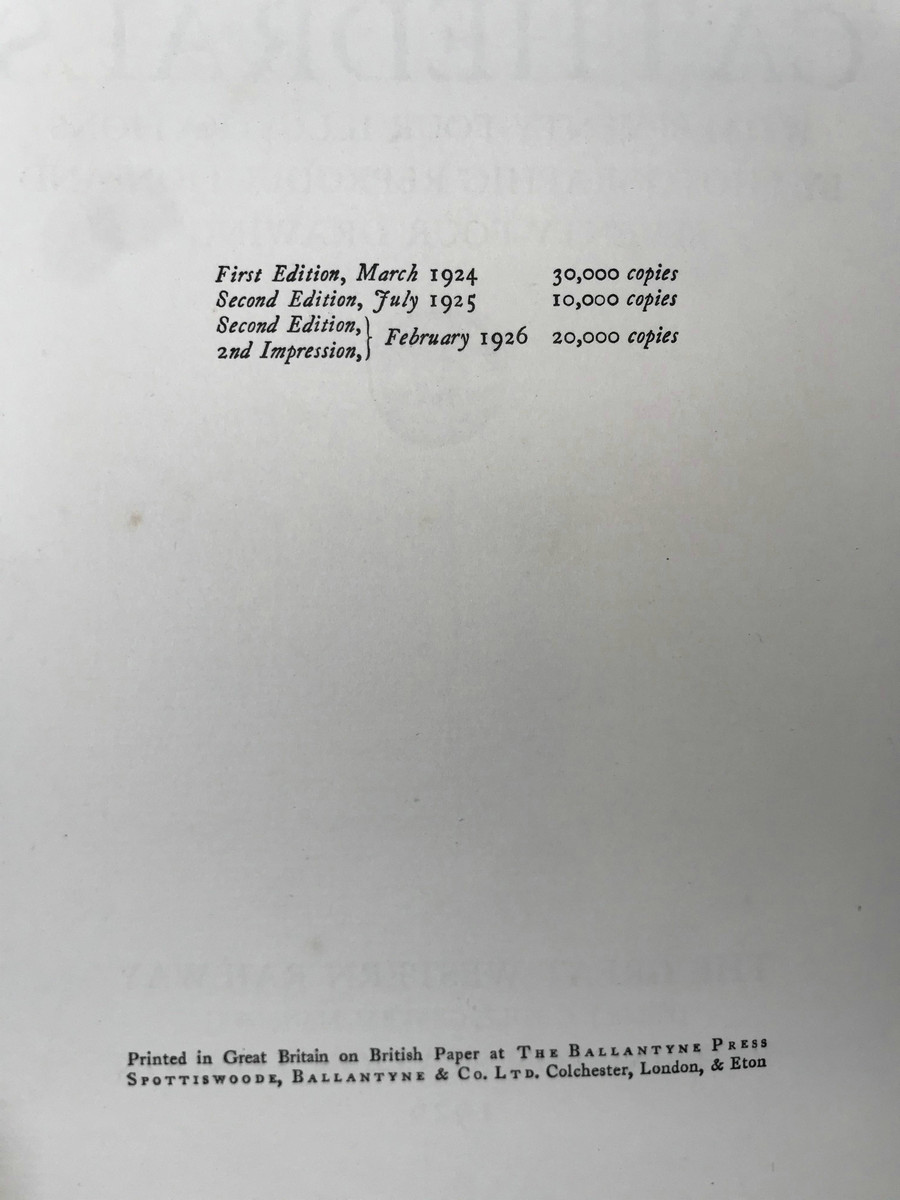 First Edition, March 1924 30,000 copies
Second Edition, July 1925 10,000 copies
Second Edition,
2nd Impression,} February 1926 20,000 copies
Printed in Great Britain on British Paper at THE BALLANTYNE PRESS
SPOTTISWOODE, BALLANTYNE & CO. LTD. Colchester, London, & Eton